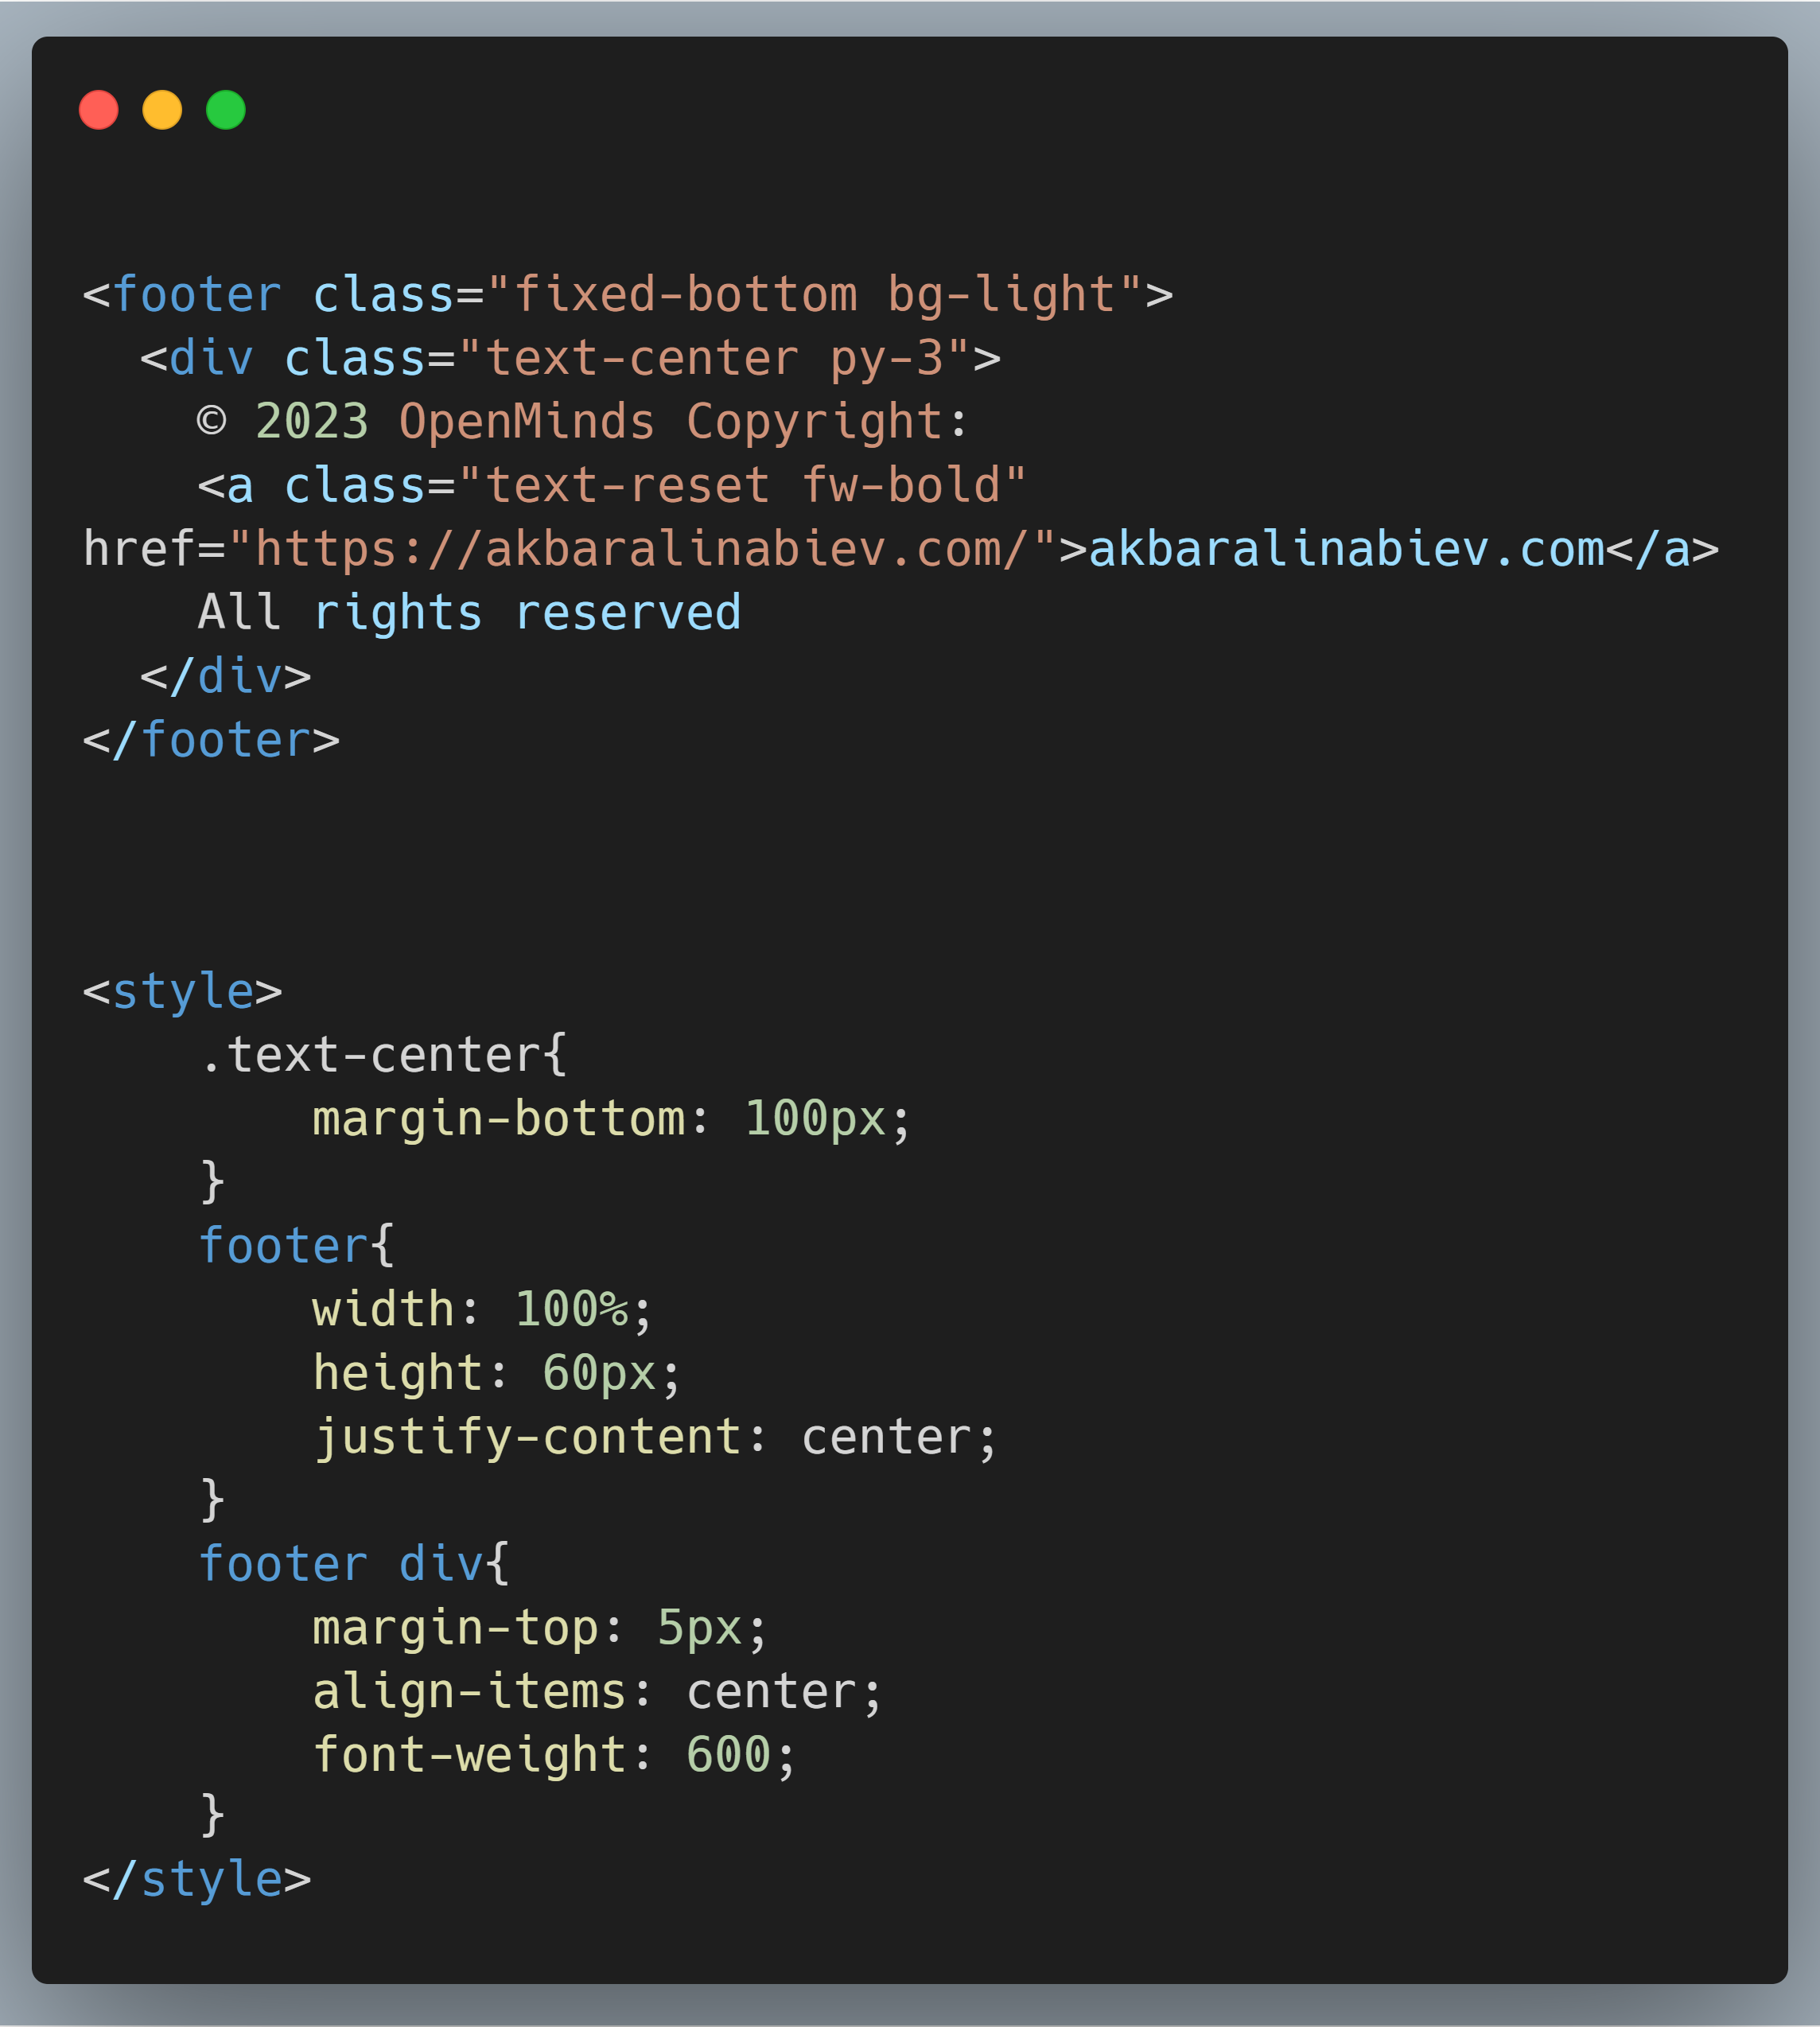 <footer class="fixed-bottom bg-light">
  <div class="text-center py-3">
    © 2023 OpenMinds Copyright:
    <a class="text-reset fw-bold"
href="https://akbaralinabiev.com/">akbaralinabiev.com</a>
    All rights reserved
  </div>
</footer>
<style>
    .text-center{
        margin-bottom: 100px;
    }
    footer{
        width: 100%;
        height: 60px;
        justify-content: center;
    }
    footer div{
        margin-top: 5px;
        align-items: center;
        font-weight: 600;
    }
</style>